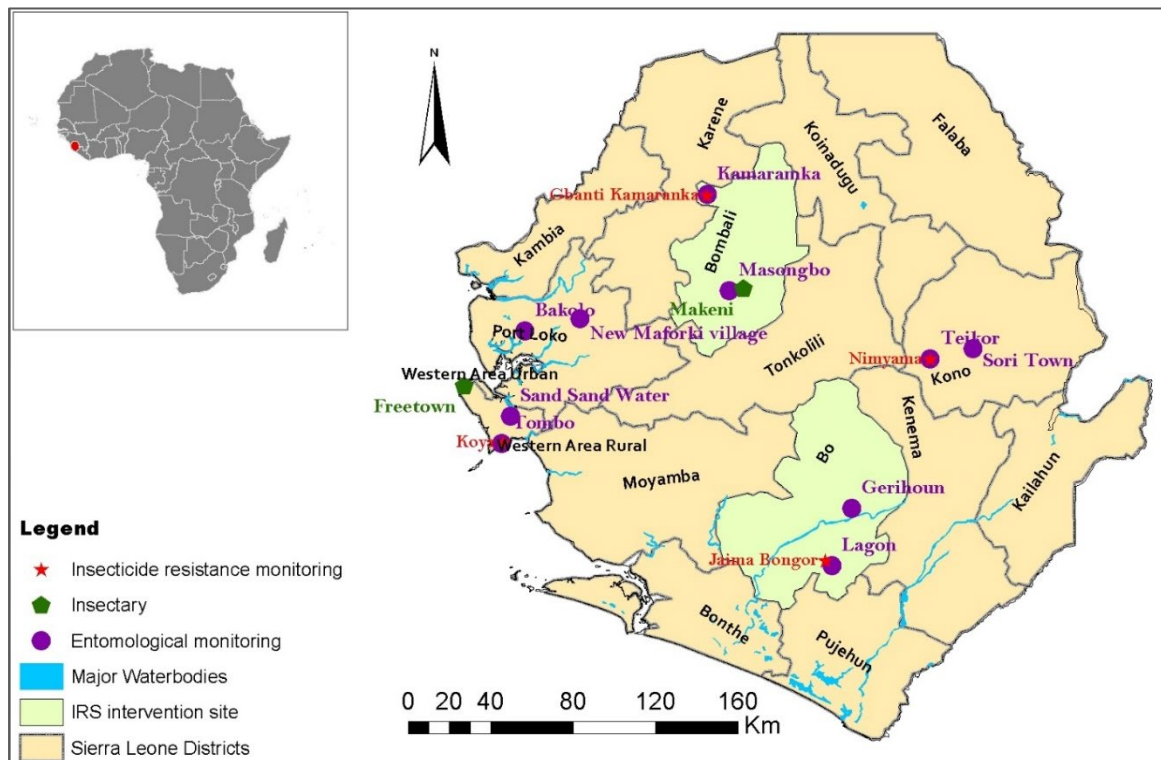 N
Karene
Koinadugu
Falaba
Kamaramka
Gbanti Kamaranka
Kambia
Bombali
Masongbo
Makeni
Bakolo
Port Loko
New Maforki village
Tonkolili
Teikor
Nimyama
Sori Town
Kono
Western Area Urban
Freetown
Sand Sand Water
Tombo
Koya
Western Area Rural
Moyamba
Bo
Kenema
Kailahun
Gerihoun
Jaima Bongor
Lagon
Bonthe
Pujehun
Legend
Insecticide resistance monitoring
Insectary
Entomological monitoring
Major Waterbodies
IRS intervention site
Sierra Leone Districts
0 20 40 80 120 160
Km